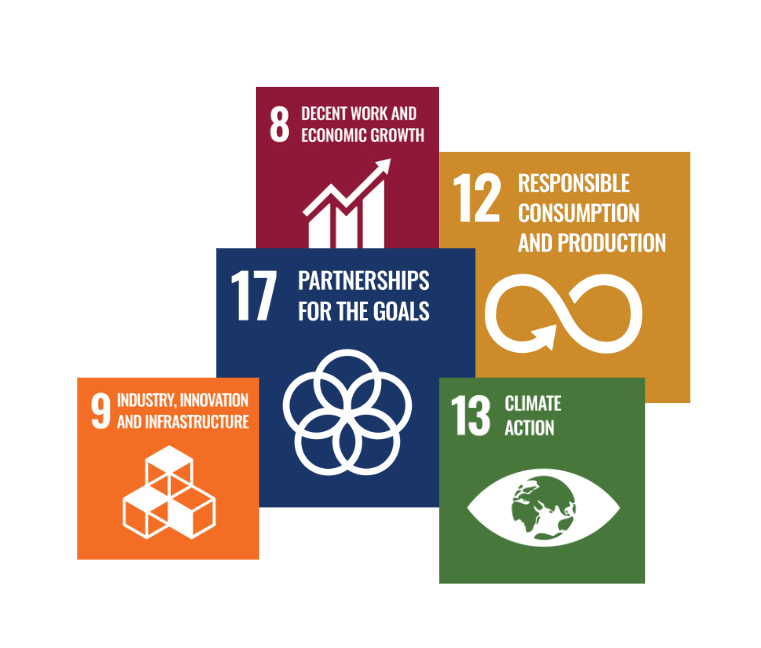 8 DECENT WORK AND
ECONOMIC GROWTH
12 RESPONSIBLE
CONSUMPTION
AND PRODUCTION
17 PARTNERSHIPS
FOR THE GOALS
9 INDUSTRY, INNOVATION
AND INFRASTRUCTURE
13 CLIMATE
ACTION